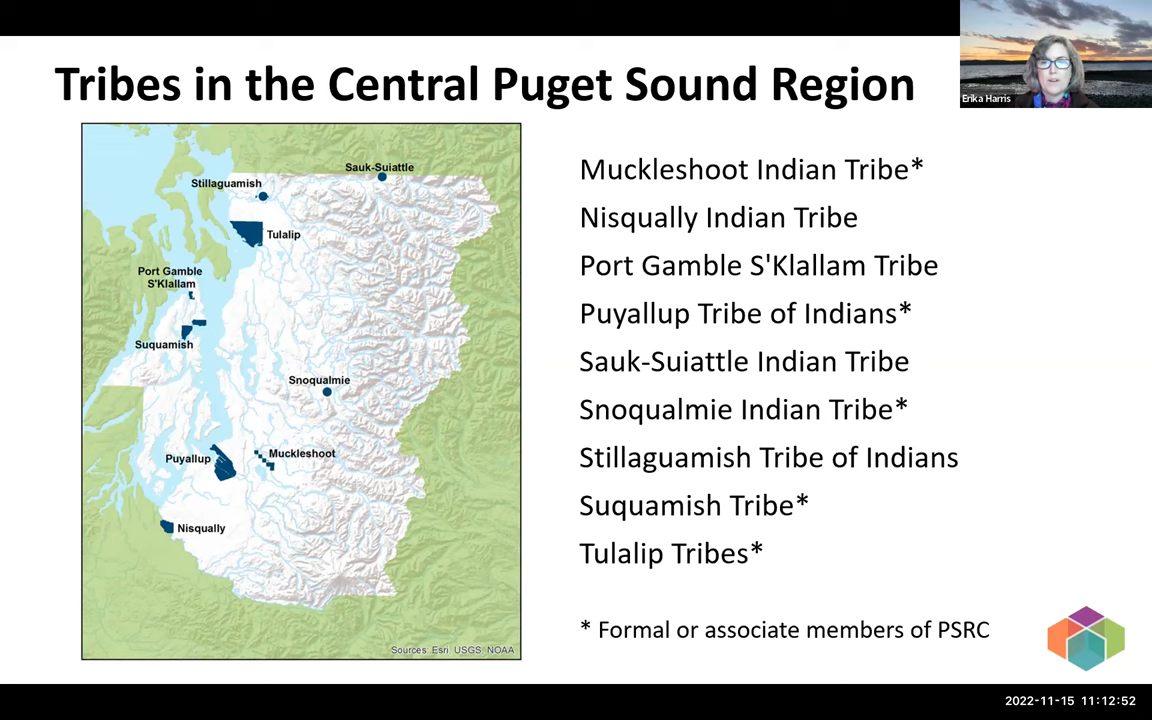 Tribes in the Central Puget Sound Region
Erika Harris
Sauk-Suiattle
Stillaguamish
Tulalip
Port Gamble
S'Klallam
Suquamish
Snoqualmie
Puyallup
Muckleshoot
Nisqually
Sources: Esri, USGS, NOAA
Muckleshoot Indian Tribe*
Nisqually Indian Tribe
Port Gamble S'Klallam Tribe
Puyallup Tribe of Indians*
Sauk-Suiattle Indian Tribe
Snoqualmie Indian Tribe*
Stillaguamish Tribe of Indians
Suquamish Tribe*
Tulalip Tribes*
* Formal or associate members of PSRC
2022-11-15 11:12:52